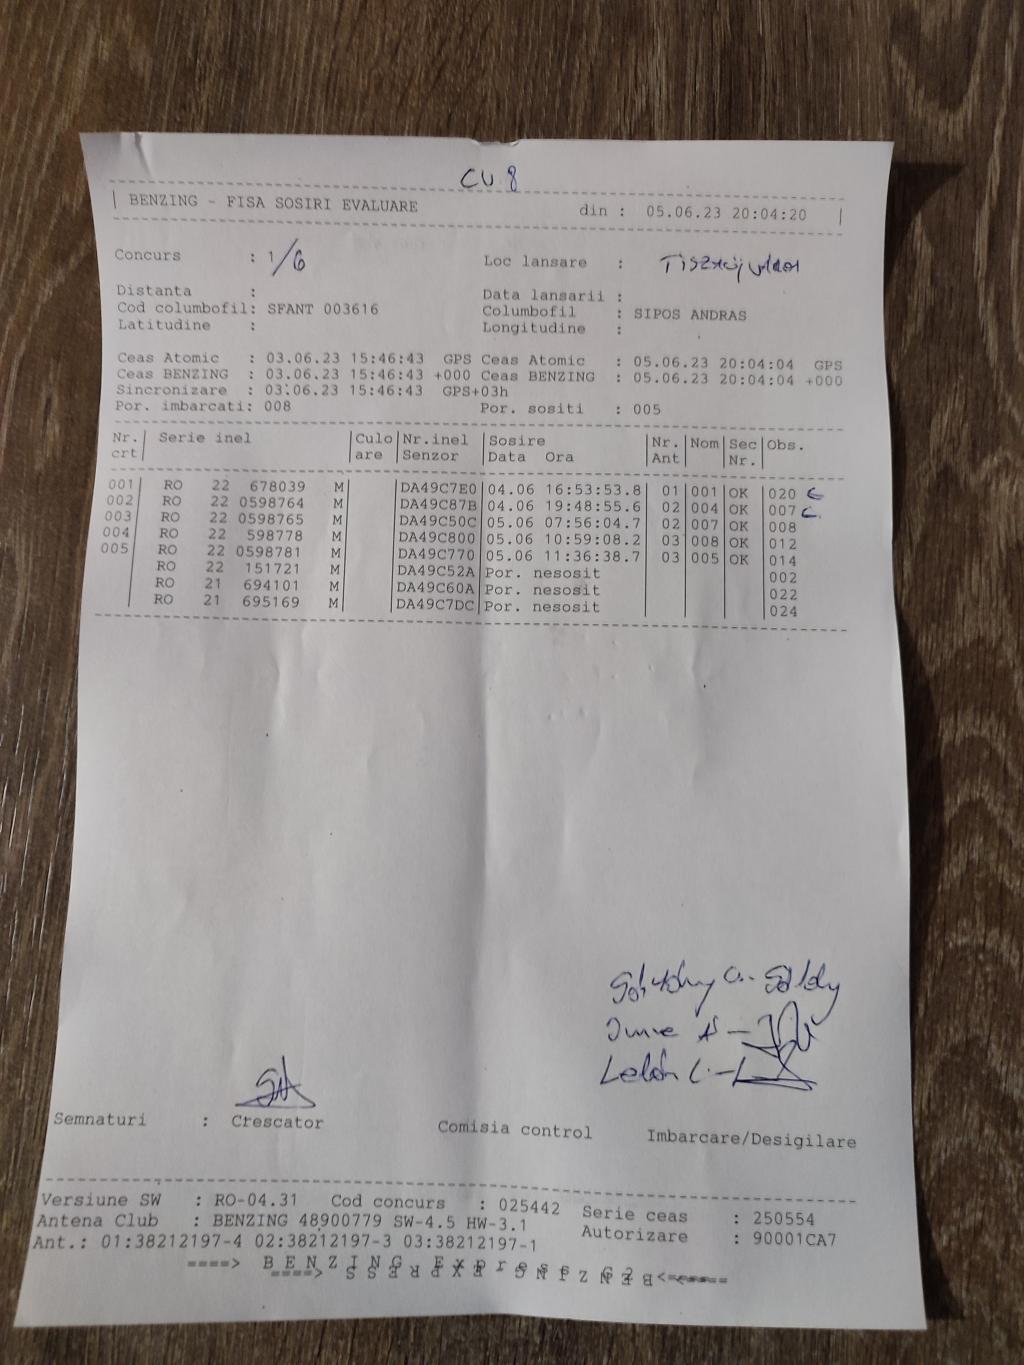 CU 8
BENZING - FISA SOSIRI EVALUARE din : 05.06.23 20:04:20
Concurs : 1/6 Loc lansare :
Distanta : Data lansarii :
Cod columbofil: SFANT 003616 Columbofil : SIPOS ANDRAS
Latitudine : Longitudine :
Ceas Atomic : 03.06.23 15:46:43 GPS Ceas Atomic : 05.06.23 20:04:04 GPS
Ceas BENZING : 03.06.23 15:46:43 +000 Ceas BENZING : 05.06.23 20:04:04 +000
Sincronizare : 03.06.23 15:46:43 GPS+03h
Por. imbarcati: 008 Por. sositi : 005
Nr. Serie inel Culo Nr.inel Sosire Nr. Nom Sec Obs.
crt are Senzor Data Ora Ant Nr.
001 RO 22 678039 M DA49C7E0 04.06 16:53:53.8 01 001 OK 020 C
002 RO 22 0598764 M DA49C87B 04.06 19:48:55.6 02 004 OK 007 C
003 RO 22 0598765 M DA49C50C 05.06 07:56:04.7 02 007 OK 008
004 RO 22 598778 M DA49C800 05.06 10:59:08.2 03 008 OK 012
005 RO 22 0598781 M DA49C770 05.06 11:36:38.7 03 005 OK 014
RO 22 151721 M DA49C52A Por. nesosit 002
RO 21 694101 M DA49C60A Por. nesosit 022
RO 21 695169 M DA49C7DC Por. nesosit 024
Semnaturi : Crescator Comisia control Imbarcare/Desigilare
Versiune SW : RO-04.31 Cod concurs : 025442 Serie ceas : 250554
Antena Club : BENZING 48900779 SW-4.5 HW-3.1 Autorizare : 90001CA7
Ant.: 01:38212197-4 02:38212197-3 03:38212197-1
====> BENZING Express G2 <=====